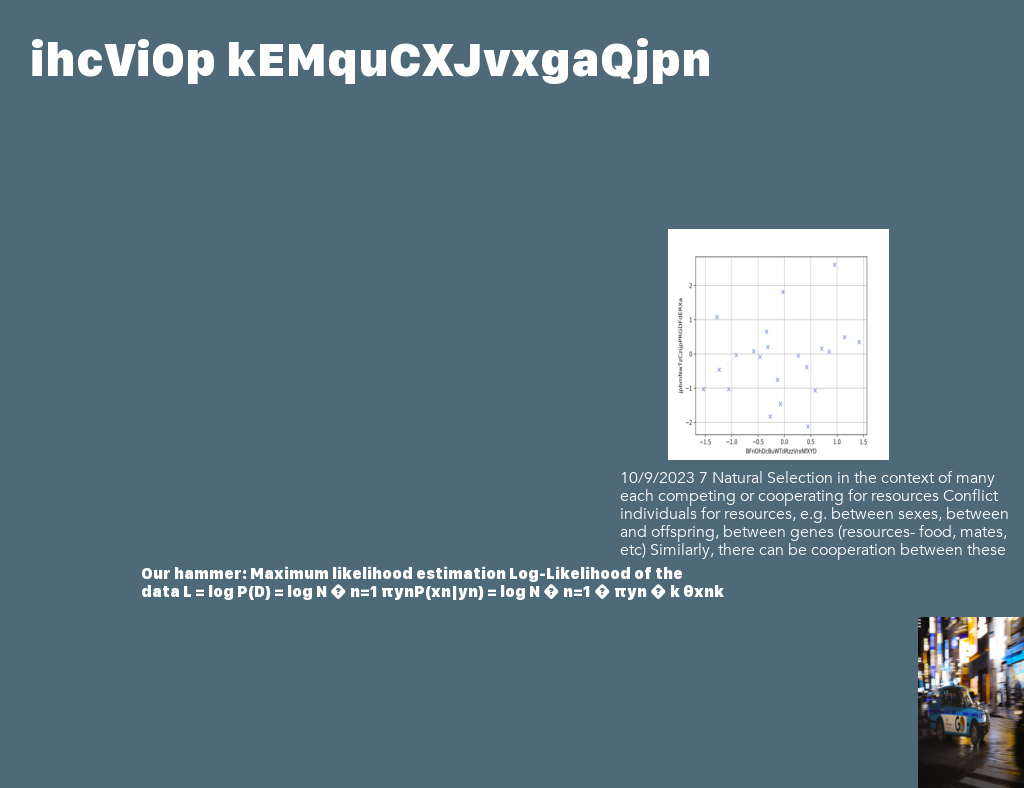 ihcViOp kEMquCXJvxgaQjpn
2
1
0
−1
−2
−1.5 −1.0 −0.5 0.0 0.5 1.0 1.5
10/9/2023 7 Natural Selection in the context of many
each competing or cooperating for resources Conflict
individuals for resources, e.g. between sexes, between
and offspring, between genes (resources- food, mates,
etc) Similarly, there can be cooperation between these
Our hammer: Maximum likelihood estimation Log-Likelihood of the
data L = log P(D) = log N � n=1 πynP(xn|yn) = log N � n=1 � πyn � k θxnk